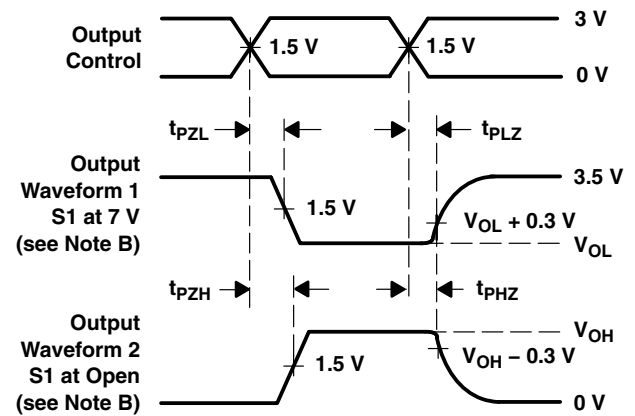 3 V
Output
Control
1.5 V
1.5 V
0 V
tPZL
tPLZ
Output
Waveform 1
S1 at 7 V
(see Note B)
3.5 V
1.5 V
VOL + 0.3 V
VOL
tPZH
tPHZ
Output
Waveform 2
S1 at Open
(see Note B)
VOH
1.5 V
VOH − 0.3 V
0 V